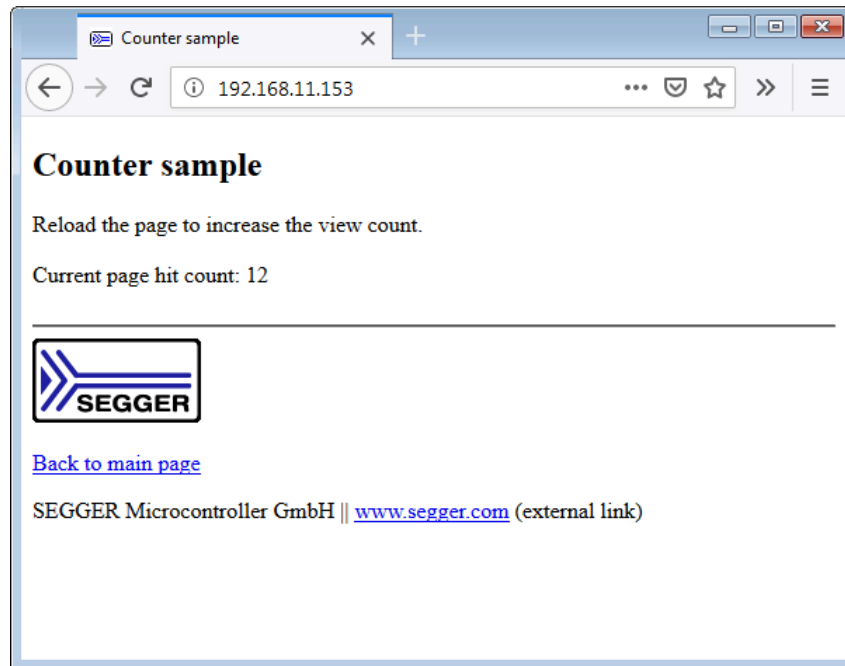 Counter sample
192.168.11.153
Counter sample
Reload the page to increase the view count.
Current page hit count: 12
SEGGER
Back to main page
SEGGER Microcontroller GmbH || www.segger.com (external link)